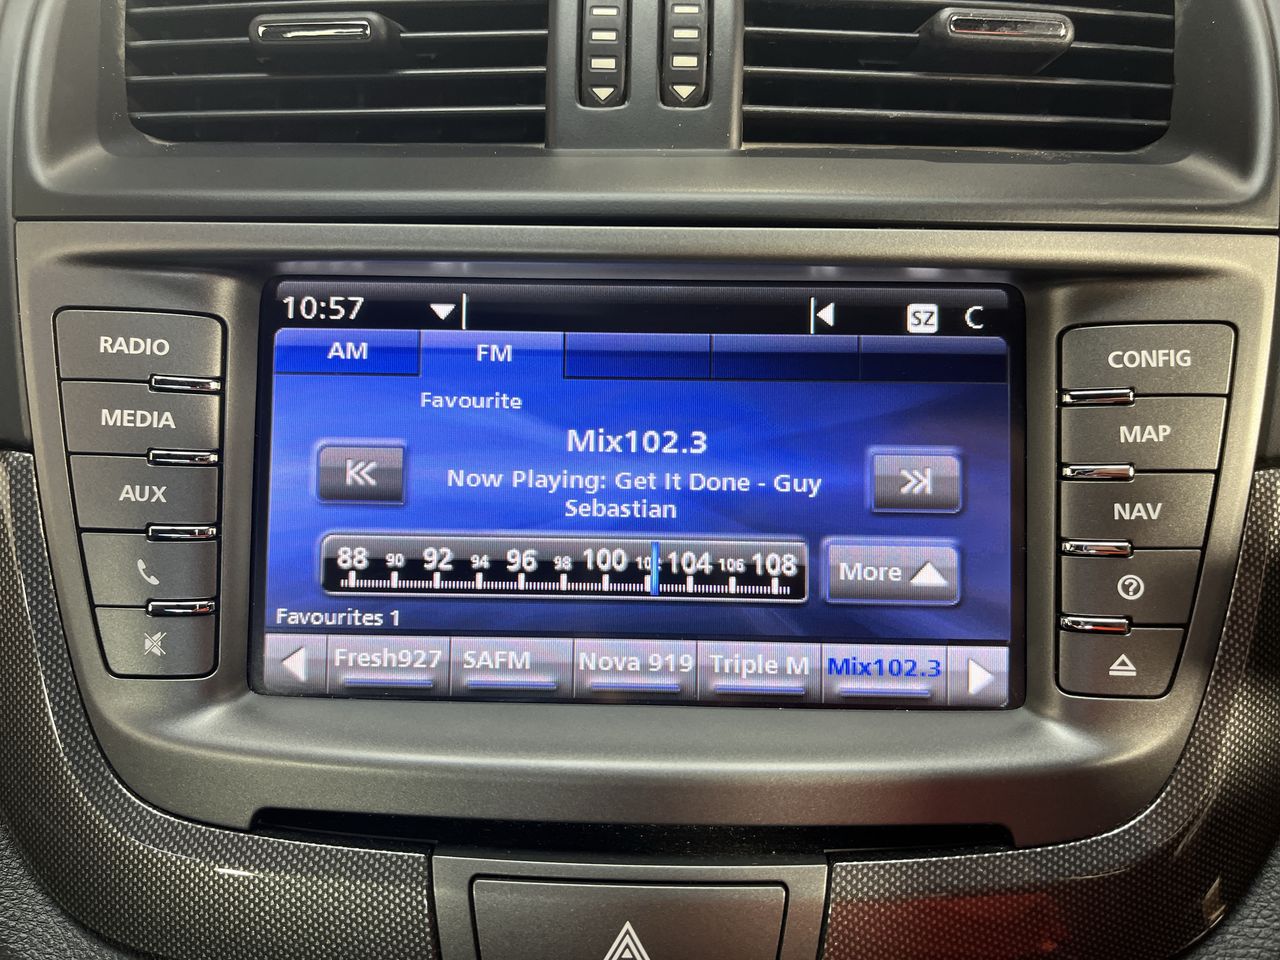 10:57
SZ C
AM FM
Favourite
Mix102.3
Now Playing: Get It Done - Guy
Sebastian
88 90 92 94 96 98 100 104 106 108
More
Favourites 1
Fresh927 SAFM Nova 919 Triple M Mix102.3
RADIO
MEDIA
AUX
CONFIG
MAP
NAV
?